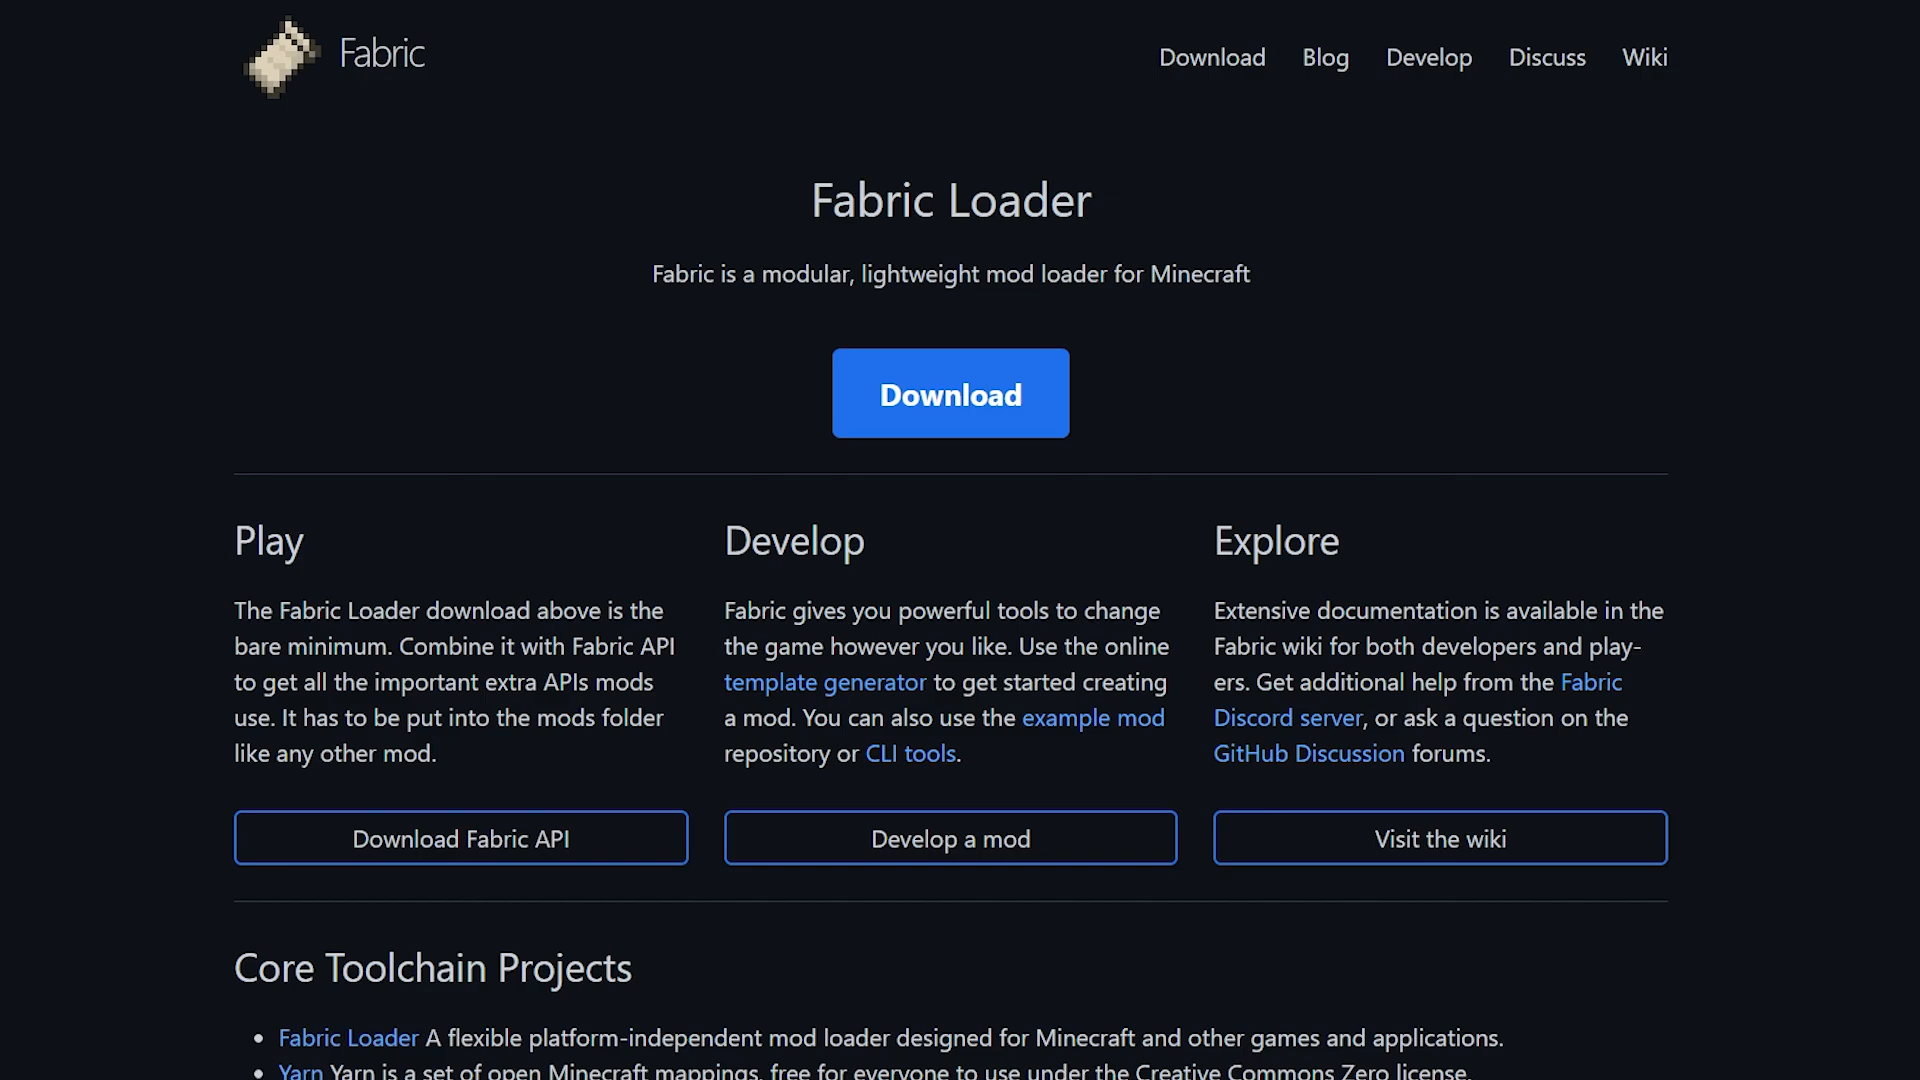 Fabric
Download Blog Develop Discuss Wiki
Fabric Loader
Fabric is a modular, lightweight mod loader for Minecraft
Download
Play
The Fabric Loader download above is the
bare minimum. Combine it with Fabric API
to get all the important extra APIs mods
use. It has to be put into the mods folder
like any other mod.
Download Fabric API
Develop
Fabric gives you powerful tools to change
the game however you like. Use the online
template generator to get started creating
a mod. You can also use the example mod
repository or CLI tools.
Develop a mod
Explore
Extensive documentation is available in the
Fabric wiki for both developers and play-
ers. Get additional help from the Fabric
Discord server, or ask a question on the
GitHub Discussion forums.
Visit the wiki
Core Toolchain Projects
• Fabric Loader A flexible platform-independent mod loader designed for Minecraft and other games and applications.
• Yarn Yarn is a set of open Minecraft mappings, free for everyone to use under the Creative Commons Zero license.